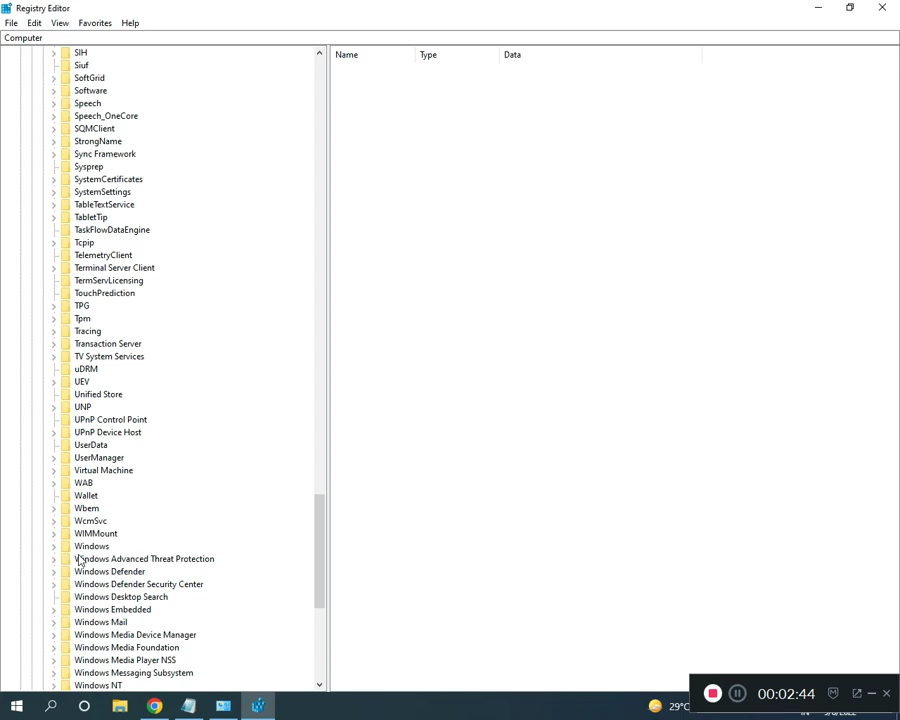 Registry Editor
File Edit View Favorites Help
Computer
Name Type Data
SIH
Siuf
SoftGrid
Software
Speech
Speech_OneCore
SQMClient
StrongName
Sync Framework
Sysprep
SystemCertificates
SystemSettings
TableTextService
TabletTip
TaskFlowDataEngine
Tcpip
TelemetryClient
Terminal Server Client
TermServLicensing
TouchPrediction
TPG
Tpm
Tracing
Transaction Server
TV System Services
uDRM
UEV
Unified Store
UNP
UPnP Control Point
UPnP Device Host
UserData
UserManager
Virtual Machine
WAB
Wallet
Wbem
WcmSvc
WIMMount
Windows
Windows Advanced Threat Protection
Windows Defender
Windows Defender Security Center
Windows Desktop Search
Windows Embedded
Windows Mail
Windows Media Device Manager
Windows Media Foundation
Windows Media Player NSS
Windows Messaging Subsystem
Windows NT
00:02:44
29°C